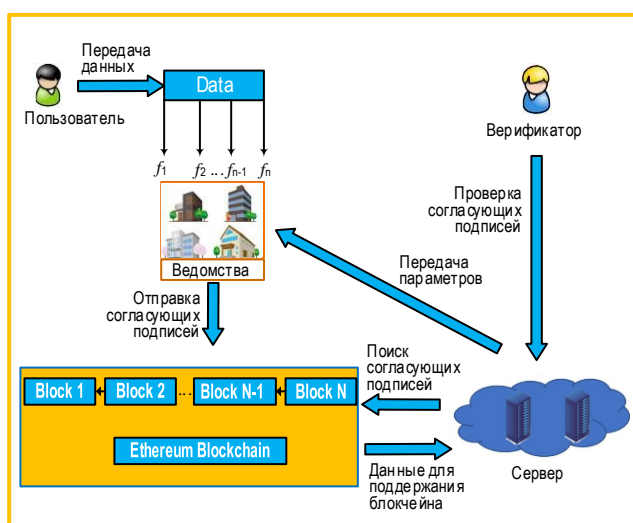 Передача
данных
Data
Пользователь
Верификатор
f1 f2 ... fn-1 fn
Ведомства
Проверка
согласующих
подписей
Передача
параметров
Отправка
согласующих
подписей
Поиск
согласующих
подписей
Block 1 Block 2 ... Block N-1 Block N
Ethereum Blockchain
Сервер
Данные для
поддержания
блокчейна